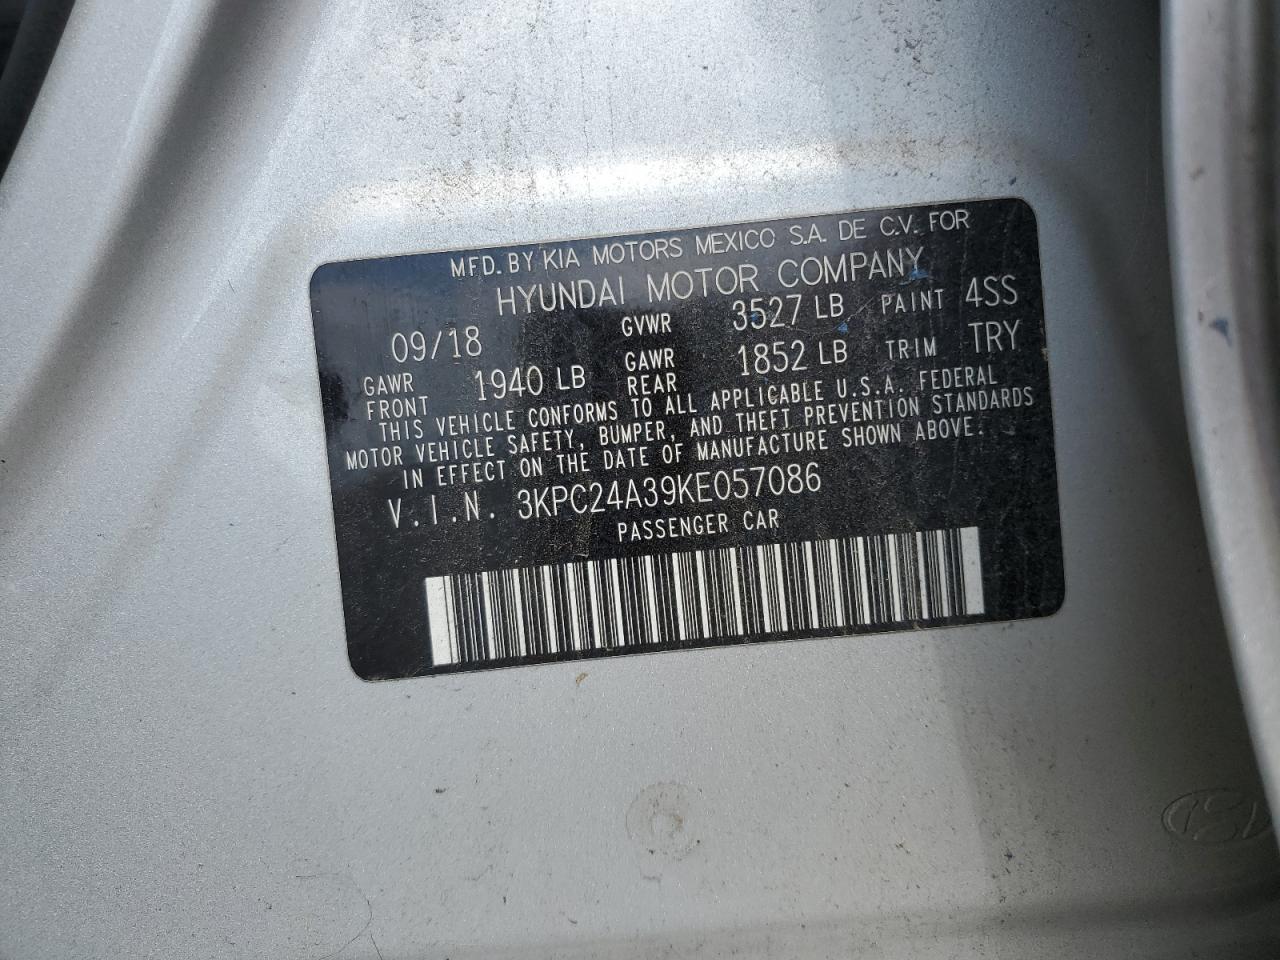 MFD. BY KIA MOTORS MEXICO S.A. DE C.V. FOR
HYUNDAI MOTOR COMPANY
09/18 GVWR 3527 LB PAINT 4SS
GAWR FRONT 1940 LB GAWR REAR 1852 LB TRIM TRY
THIS VEHICLE CONFORMS TO ALL APPLICABLE U.S.A. FEDERAL
MOTOR VEHICLE SAFETY, BUMPER, AND THEFT PREVENTION STANDARDS
IN EFFECT ON THE DATE OF MANUFACTURE SHOWN ABOVE.
V.I.N. 3KPC24A39KE057086
PASSENGER CAR